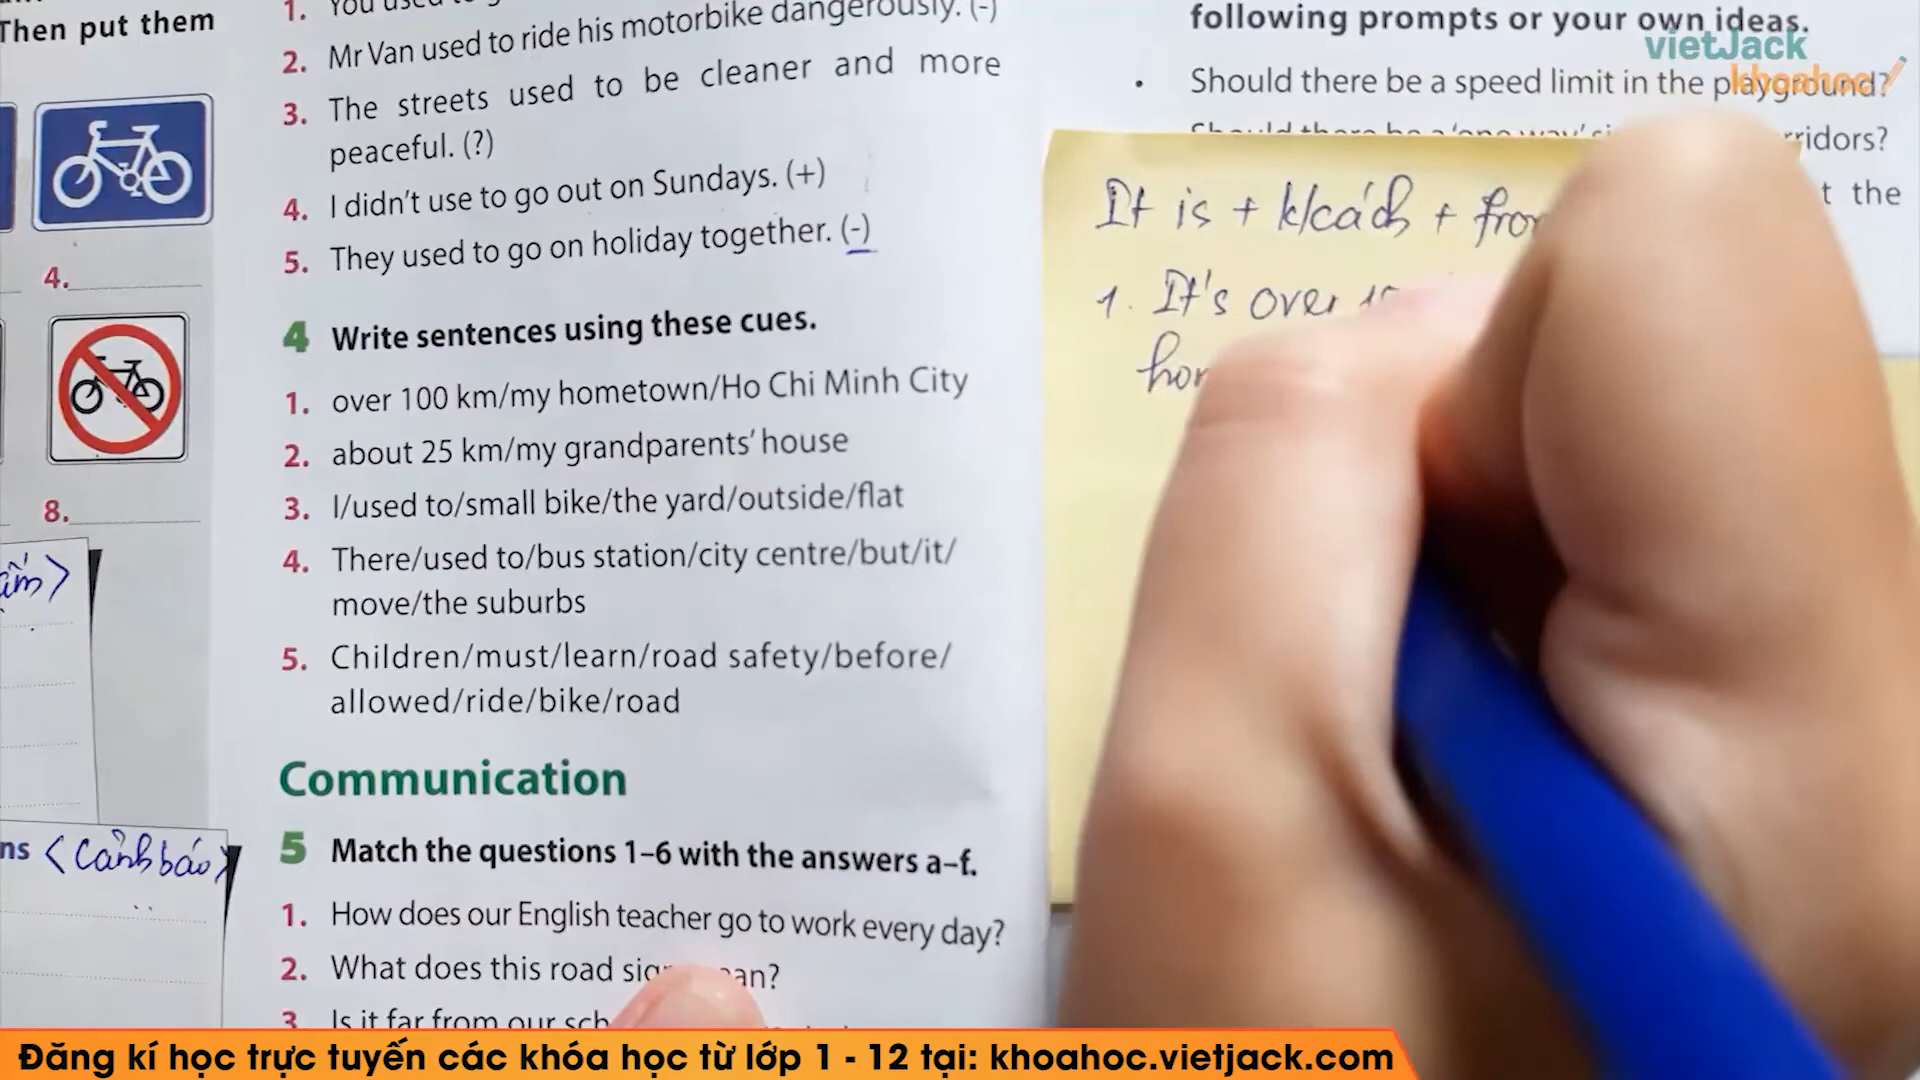 Then put them
4.
8.
ấm>
ns <Cảnh báo>
1.
2. Mr Van used to ride his motorbike dangerously. (-)
3. The streets used to be cleaner and more
peaceful. (?)
4. I didn't use to go out on Sundays. (+)
5. They used to go on holiday together. (-)
4 Write sentences using these cues.
1. over 100 km/my hometown/Ho Chi Minh City
2. about 25 km/my grandparents' house
3. I/used to/small bike/the yard/outside/flat
4. There/used to/bus station/city centre/but/it/
move/the suburbs
5. Children/must/learn/road safety/before/
allowed/ride/bike/road
Communication
5 Match the questions 1–6 with the answers a–f.
1. How does our English teacher go to work every day?
2. What does this road
3. Is it far from our
following prompts or your own ideas.
vietJack
khoahoc
• Should there be a speed limit in the playground?
t the
It is + k/cách +
1. It's over
Đăng kí học trực tuyến các khóa học từ lớp 1 - 12 tại: khoahoc.vietjack.com